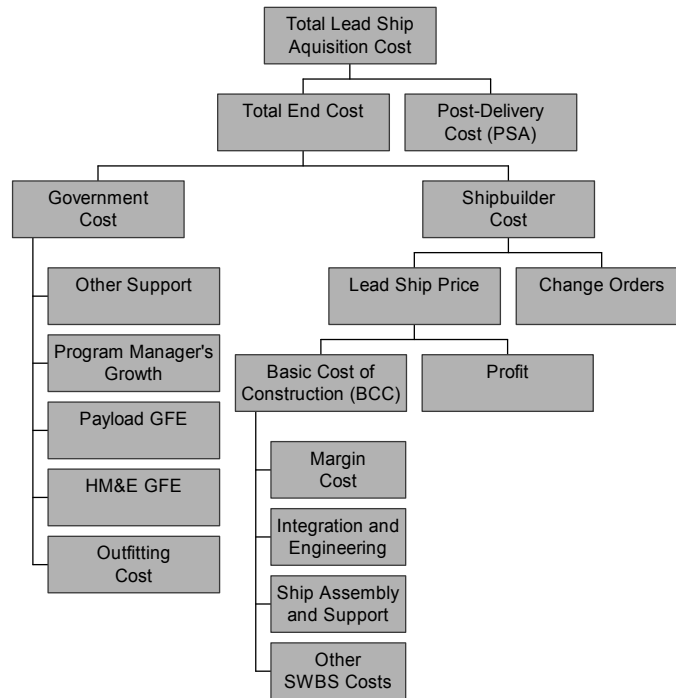 Total Lead Ship
Aquisition Cost
Total End Cost
Post-Delivery
Cost (PSA)
Government
Cost
Shipbuilder
Cost
Other Support
Program Manager's
Growth
Payload GFE
HM&E GFE
Outfitting
Cost
Lead Ship Price
Change Orders
Basic Cost of
Construction (BCC)
Profit
Margin
Cost
Integration and
Engineering
Ship Assembly
and Support
Other
SWBS Costs